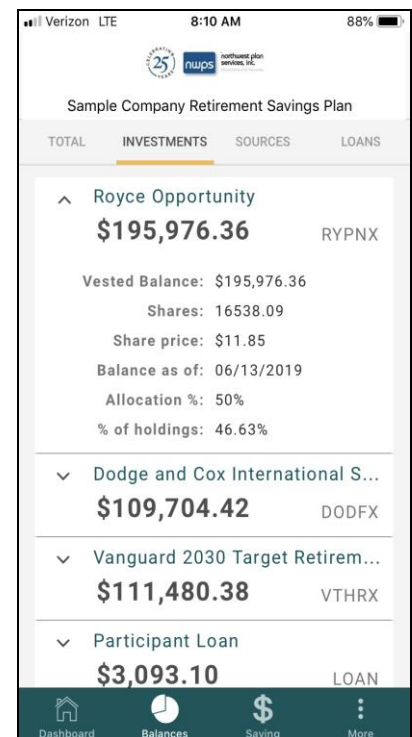 Verizon LTE 8:10 AM 88%
CELEBRATING 25 YEARS nwps northwest plan services, inc.
Sample Company Retirement Savings Plan
TOTAL INVESTMENTS SOURCES LOANS
Royce Opportunity
$195,976.36 RYPNX
Vested Balance: $195,976.36
Shares: 16538.09
Share price: $11.85
Balance as of: 06/13/2019
Allocation %: 50%
% of holdings: 46.63%
Dodge and Cox International S...
$109,704.42 DODFX
Vanguard 2030 Target Retirem...
$111,480.38 VTHRX
Participant Loan
$3,093.10 LOAN
Dashboard Balances Saving More